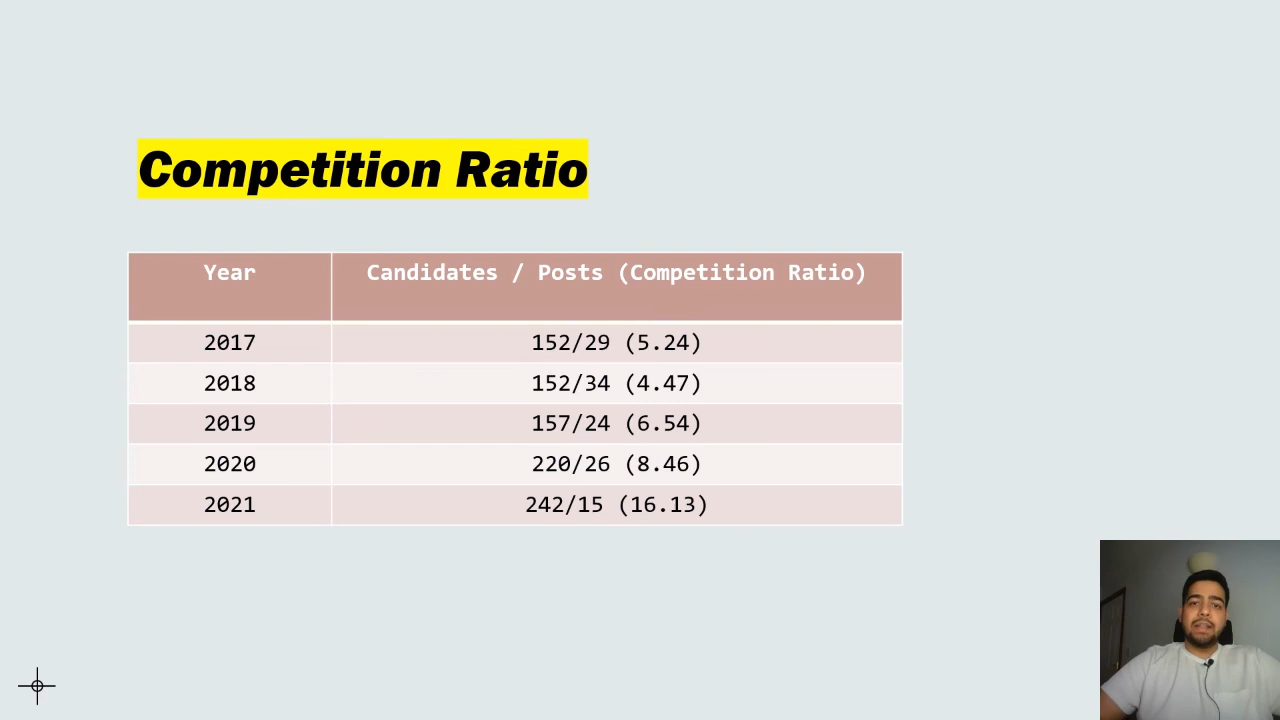 Competition Ratio
Year Candidates / Posts (Competition Ratio)
2017 152/29 (5.24)
2018 152/34 (4.47)
2019 157/24 (6.54)
2020 220/26 (8.46)
2021 242/15 (16.13)